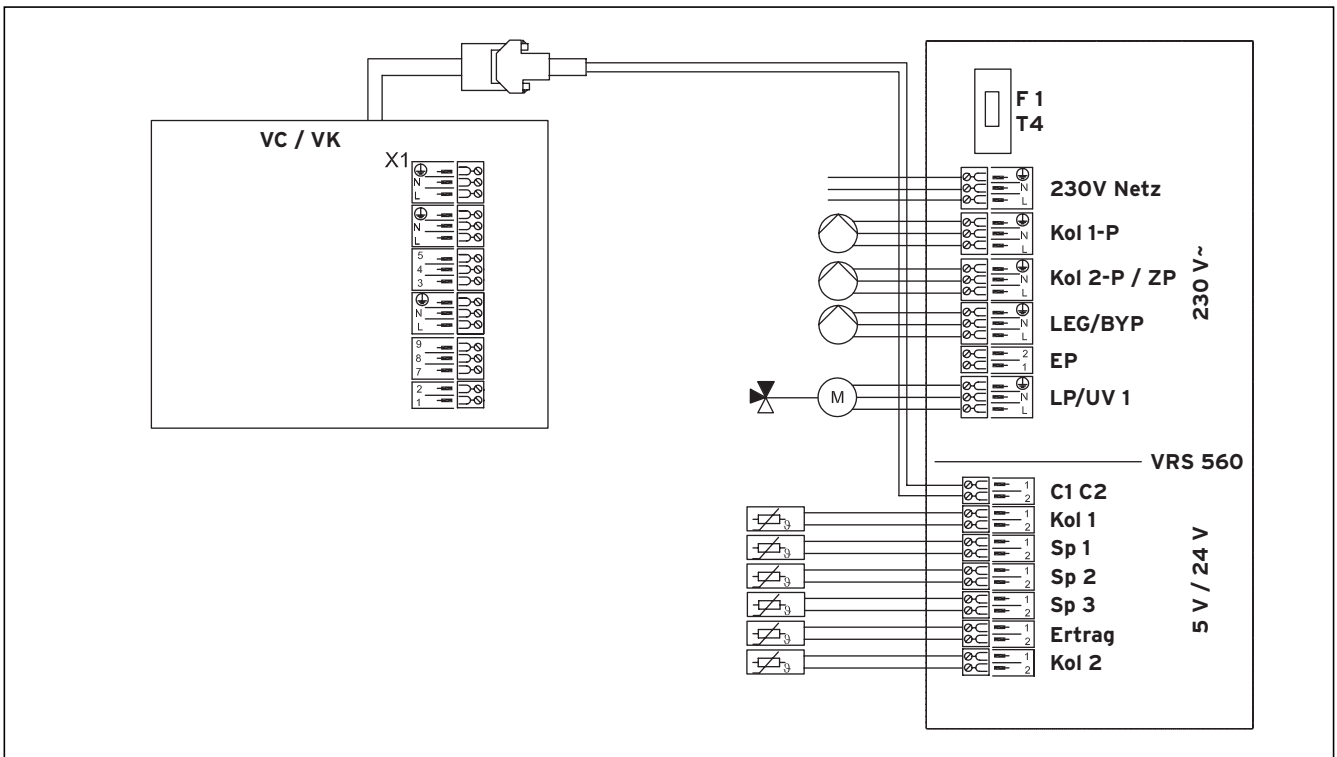 VC / VK
X1
N
L
N
L
5
4
3
N
L
9
8
7
2
1
F 1
T4
N
L
230V Netz
N
L
Kol 1-P
N
L
Kol 2-P / ZP
N
L
LEG/BYP
2
1
EP
M
N
L
LP/UV 1
230 V~
VRS 560
1
2
C1 C2
ϑ
1
2
Kol 1
ϑ
1
2
Sp 1
ϑ
1
2
Sp 2
ϑ
1
2
Sp 3
ϑ
1
2
Ertrag
ϑ
1
2
Kol 2
5 V / 24 V